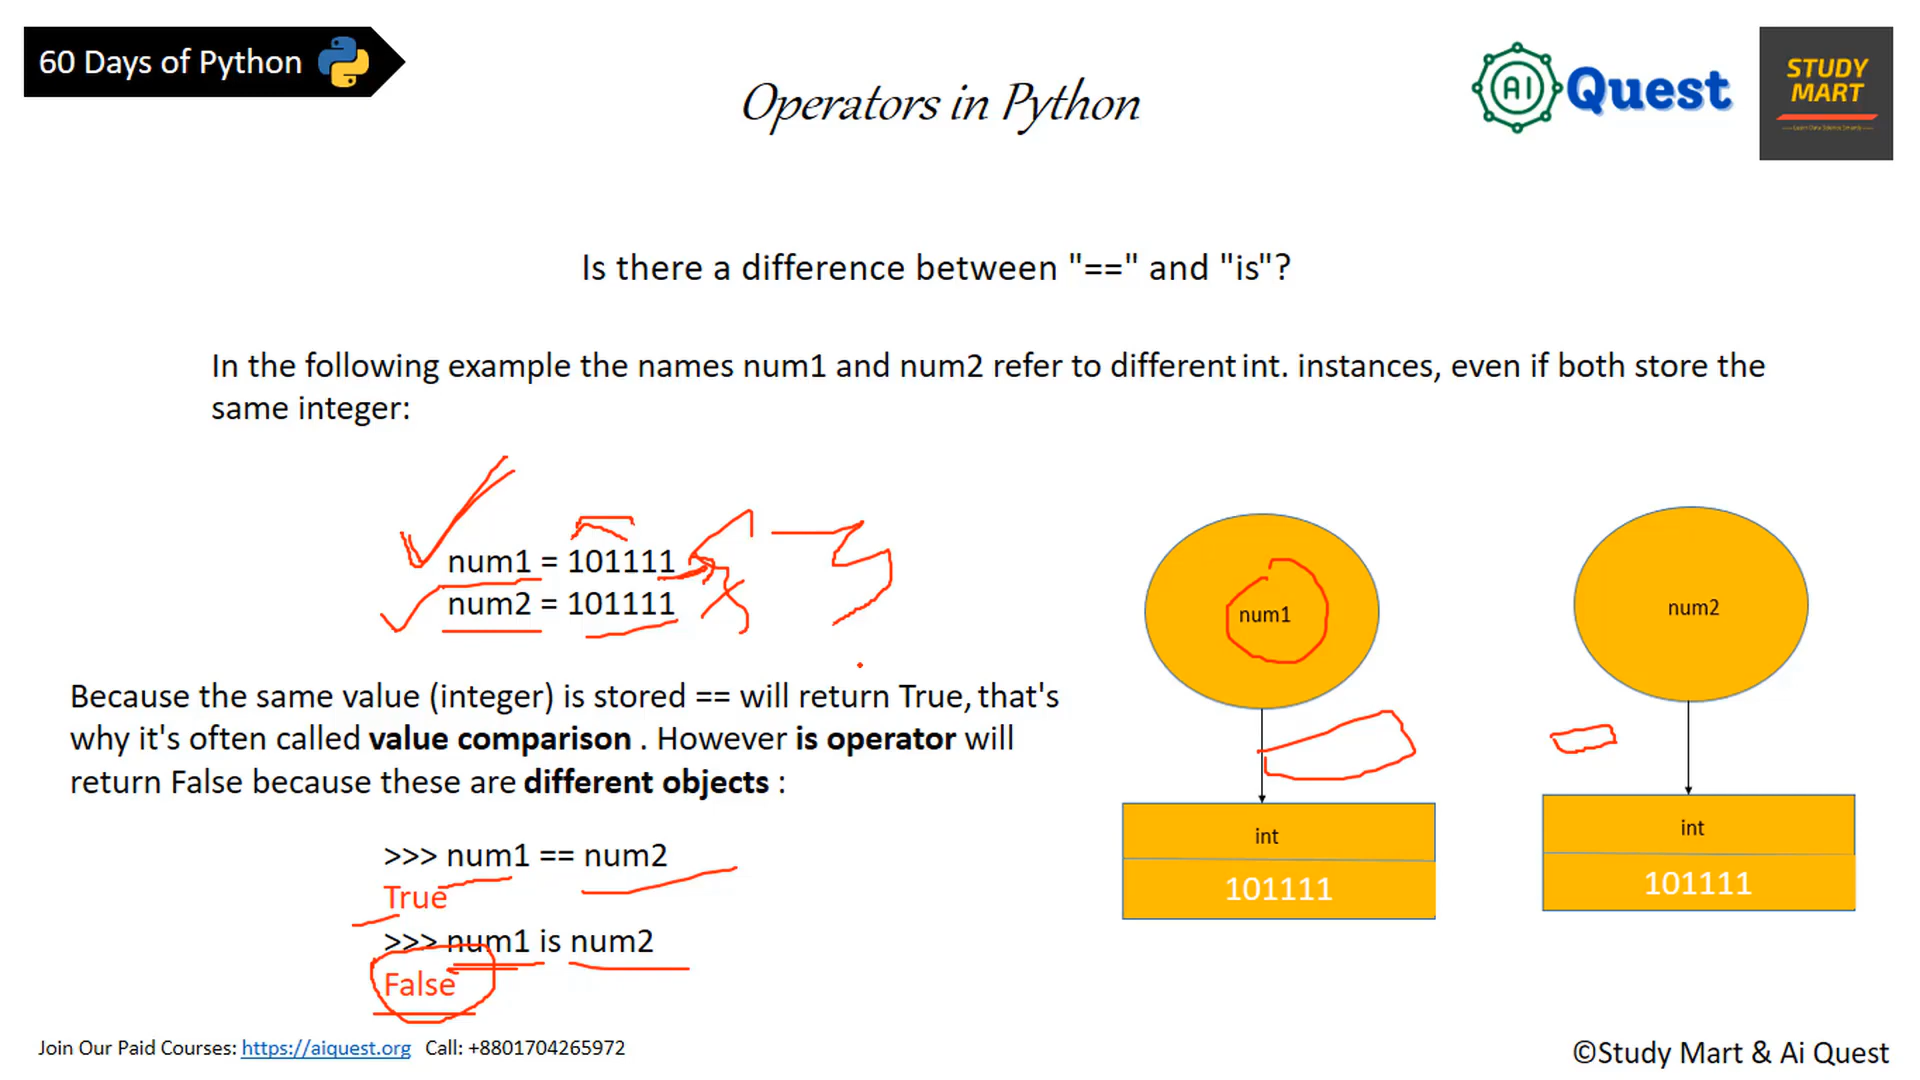 60 Days of Python
Operators in Python
AI Quest
STUDY
MART
Is there a difference between "==" and "is"?
In the following example the names num1 and num2 refer to different int. instances, even if both store the
same integer:
num1 = 101111
num2 = 101111
Because the same value (integer) is stored == will return True, that's
why it's often called value comparison . However is operator will
return False because these are different objects :
>>> num1 == num2
True
>>> num1 is num2
False
num1
int
101111
num2
int
101111
Join Our Paid Courses: https://aiquest.org Call: +8801704265972
©Study Mart & Ai Quest